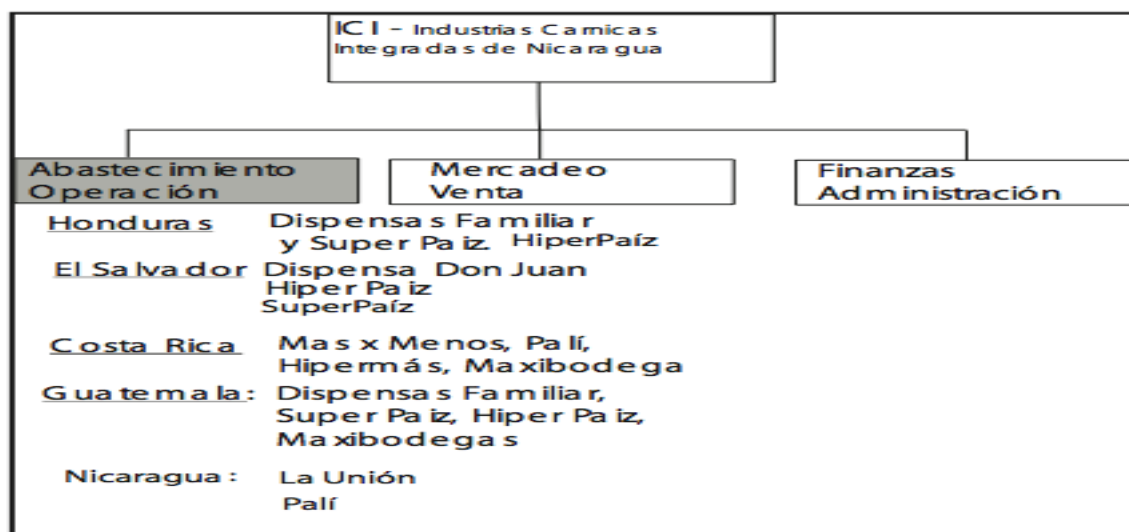 ICI - Industrias Carnicas
Integradas de Nicaragua
Abastecimiento
Operación
Mercadeo
Venta
Finanzas
Administración
Honduras Dispensas Familiar
y Super Paiz. HiperPaíz
El Salvador Dispensa Don Juan
Hiper Paiz
SuperPaíz
Costa Rica Mas x Menos, Palí,
Hipermás, Maxibodega
Guatemala: Dispensas Familiar,
Super Paiz, Hiper Paiz,
Maxibodegas
Nicaragua: La Unión
Palí